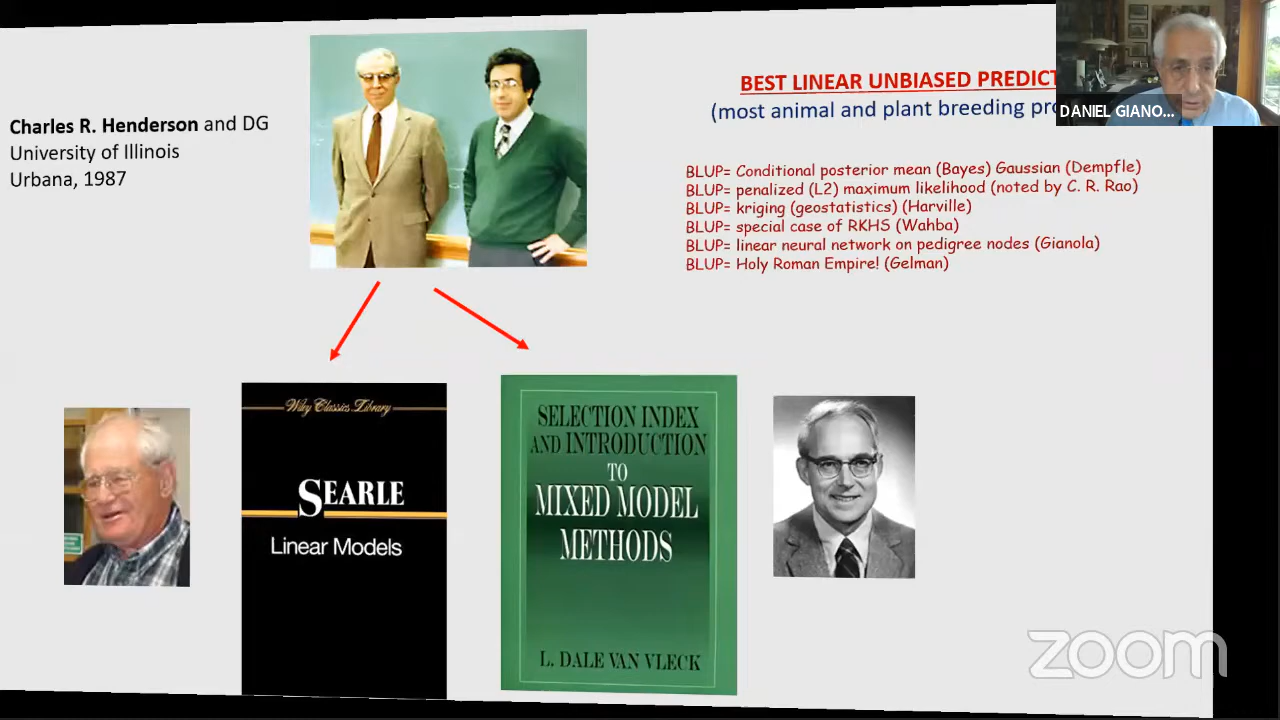 Charles R. Henderson and DG
University of Illinois
Urbana, 1987
BEST LINEAR UNBIASED PREDICT
(most animal and plant breeding pro
DANIEL GIANO...
BLUP= Conditional posterior mean (Bayes) Gaussian (Dempfle)
BLUP= penalized (L2) maximum likelihood (noted by C. R. Rao)
BLUP= kriging (geostatistics) (Harville)
BLUP= special case of RKHS (Wahba)
BLUP= linear neural network on pedigree nodes (Gianola)
BLUP= Holy Roman Empire! (Gelman)
Wiley Classics Library
SEARLE
Linear Models
SELECTION INDEX
AND INTRODUCTION
TO
MIXED MODEL
METHODS
L. DALE VAN VLECK
zoom